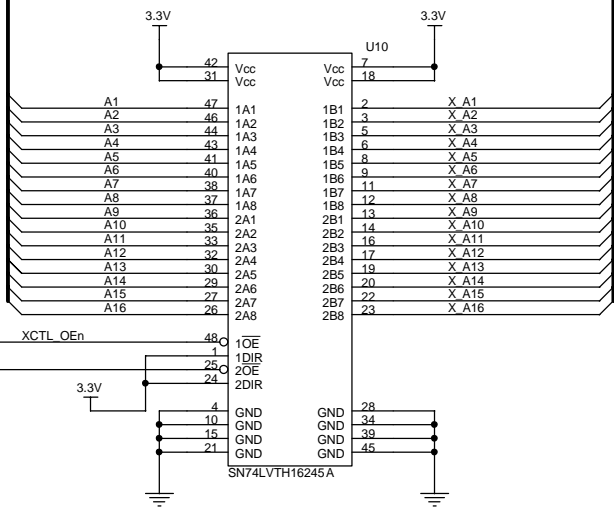 3.3V 3.3V
U10
42 Vcc Vcc 7
31 Vcc Vcc 18
A1 47 1A1 1B1 2 X_A1
A2 46 1A2 1B2 3 X_A2
A3 44 1A3 1B3 5 X_A3
A4 43 1A4 1B4 6 X_A4
A5 41 1A5 1B5 8 X_A5
A6 40 1A6 1B6 9 X_A6
A7 38 1A7 1B7 11 X_A7
A8 37 1A8 1B8 12 X_A8
A9 36 2A1 2B1 13 X_A9
A10 35 2A2 2B2 14 X_A10
A11 33 2A3 2B3 16 X_A11
A12 32 2A4 2B4 17 X_A12
A13 30 2A5 2B5 19 X_A13
A14 29 2A6 2B6 20 X_A14
A15 27 2A7 2B7 22 X_A15
A16 26 2A8 2B8 23 X_A16
XCTL_OEn 48 1OE
1 1DIR
25 2OE
3.3V 24 2DIR
4 GND GND 28
10 GND GND 34
15 GND GND 39
21 GND GND 45
SN74LVTH16245A